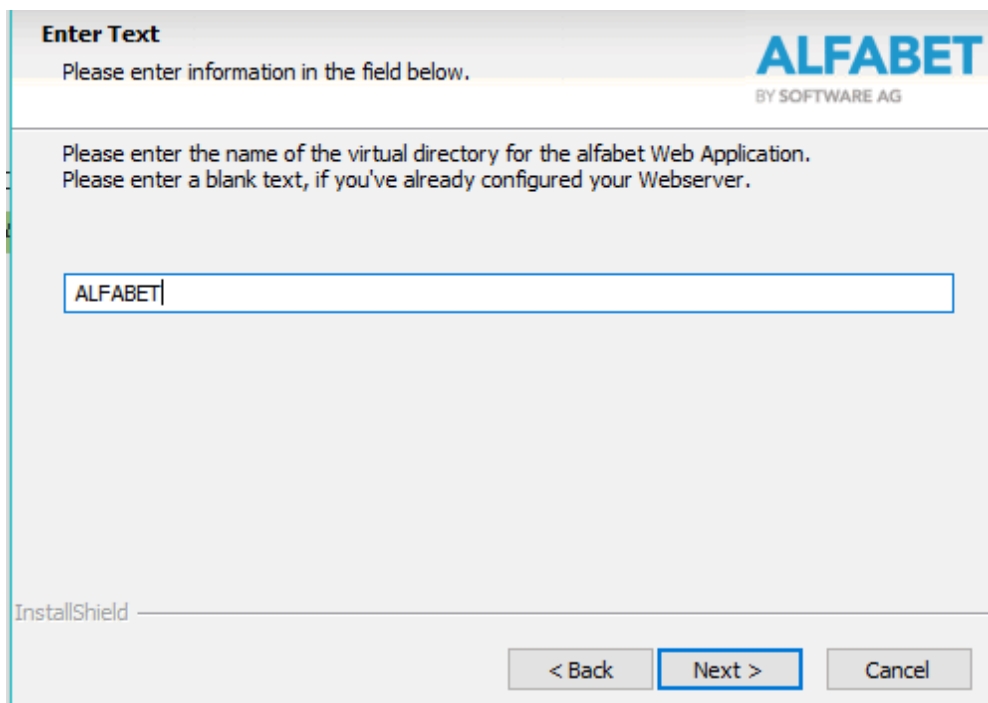 Enter Text
Please enter information in the field below.
ALFABET
BY SOFTWARE AG
Please enter the name of the virtual directory for the alfabet Web Application.
Please enter a blank text, if you've already configured your Webserver.
ALFABET
InstallShield
< Back
Next >
Cancel